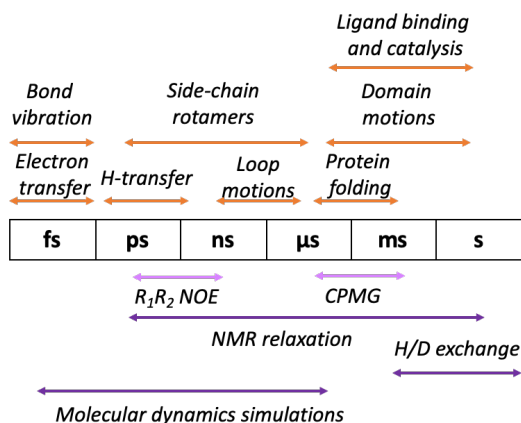 Ligand binding
and catalysis
Bond
vibration
Side-chain
rotamers
Domain
motions
Electron
transfer
H-transfer
Loop
motions
Protein
folding
fs ps ns µs ms s
R₁R₂ NOE
CPMG
NMR relaxation
H/D exchange
Molecular dynamics simulations